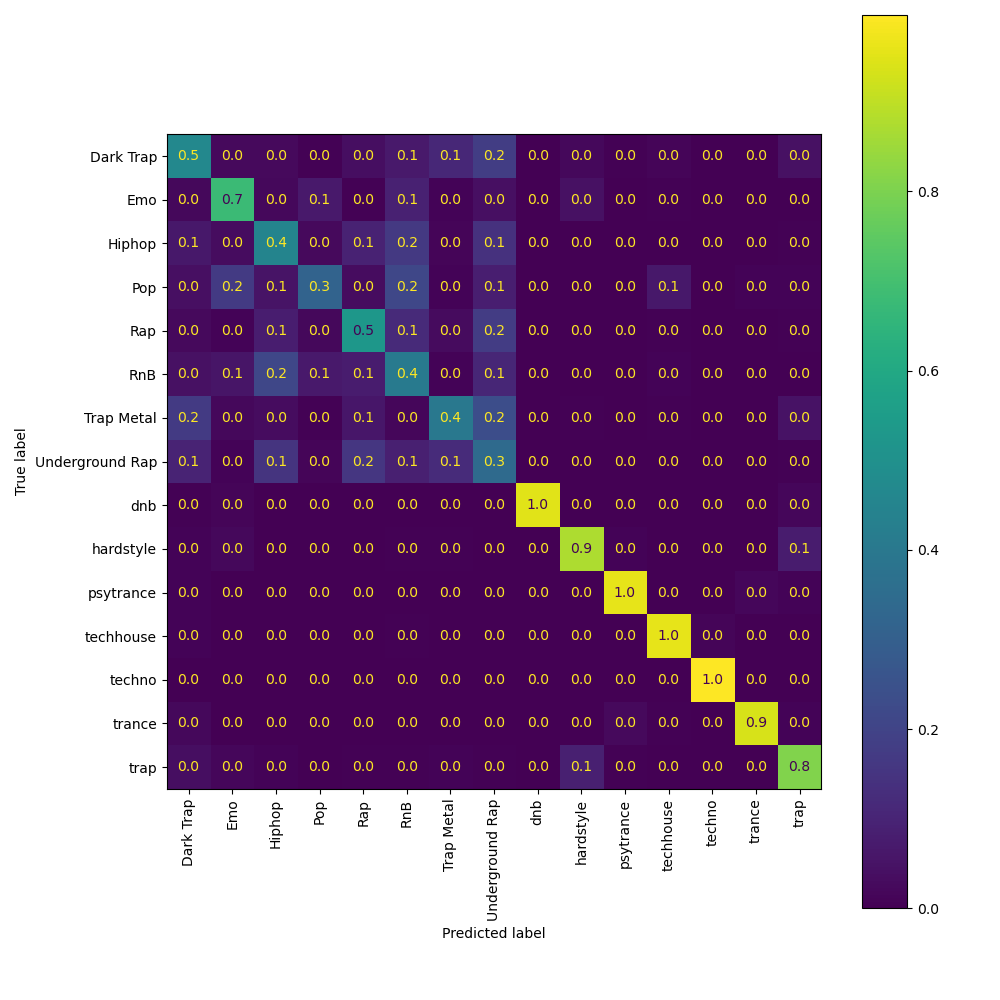 Dark Trap 0.5 0.0 0.0 0.0 0.0 0.1 0.1 0.2 0.0 0.0 0.0 0.0 0.0 0.0 0.0
Emo 0.0 0.7 0.0 0.1 0.0 0.1 0.0 0.0 0.0 0.0 0.0 0.0 0.0 0.0 0.0
Hiphop 0.1 0.0 0.4 0.0 0.1 0.2 0.0 0.1 0.0 0.0 0.0 0.0 0.0 0.0 0.0
Pop 0.0 0.2 0.1 0.3 0.0 0.2 0.0 0.1 0.0 0.0 0.0 0.1 0.0 0.0 0.0
Rap 0.0 0.0 0.1 0.0 0.5 0.1 0.0 0.2 0.0 0.0 0.0 0.0 0.0 0.0 0.0
RnB 0.0 0.1 0.2 0.1 0.1 0.4 0.0 0.1 0.0 0.0 0.0 0.0 0.0 0.0 0.0
Trap Metal 0.2 0.0 0.0 0.0 0.1 0.0 0.4 0.2 0.0 0.0 0.0 0.0 0.0 0.0 0.0
Underground Rap 0.1 0.0 0.1 0.0 0.2 0.1 0.1 0.3 0.0 0.0 0.0 0.0 0.0 0.0 0.0
dnb 0.0 0.0 0.0 0.0 0.0 0.0 0.0 0.0 1.0 0.0 0.0 0.0 0.0 0.0 0.0
hardstyle 0.0 0.0 0.0 0.0 0.0 0.0 0.0 0.0 0.0 0.9 0.0 0.0 0.0 0.0 0.1
psytrance 0.0 0.0 0.0 0.0 0.0 0.0 0.0 0.0 0.0 0.0 1.0 0.0 0.0 0.0 0.0
techhouse 0.0 0.0 0.0 0.0 0.0 0.0 0.0 0.0 0.0 0.0 0.0 1.0 0.0 0.0 0.0
techno 0.0 0.0 0.0 0.0 0.0 0.0 0.0 0.0 0.0 0.0 0.0 0.0 1.0 0.0 0.0
trance 0.0 0.0 0.0 0.0 0.0 0.0 0.0 0.0 0.0 0.0 0.0 0.0 0.0 0.9 0.0
trap 0.0 0.0 0.0 0.0 0.0 0.0 0.0 0.0 0.0 0.1 0.0 0.0 0.0 0.0 0.8
True label
Dark Trap
Emo
Hiphop
Pop
Rap
RnB
Trap Metal
Underground Rap
dnb
hardstyle
psytrance
techhouse
techno
trance
trap
Predicted label
0.8
0.6
0.4
0.2
0.0